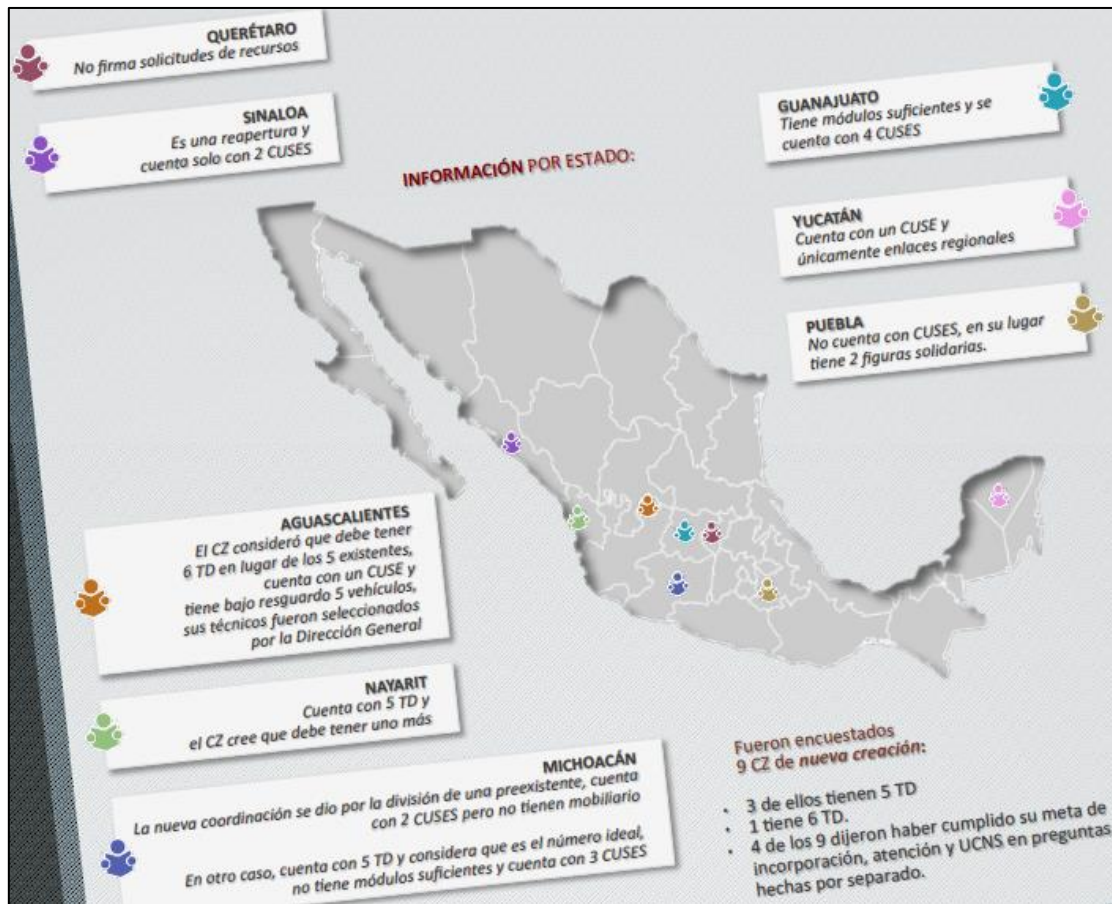 QUERÉTARO
No firma solicitudes de recursos
SINALOA
Es una reapertura y
cuenta solo con 2 CUSES
INFORMACIÓN POR ESTADO:
GUANAJUATO
Tiene módulos suficientes y se
cuenta con 4 CUSES
YUCATÁN
Cuenta con un CUSE y
únicamente enlaces regionales
PUEBLA
No cuenta con CUSES, en su lugar
tiene 2 figuras solidarias.
AGUASCALIENTES
El CZ consideró que debe tener
6 TD en lugar de los 5 existentes,
cuenta con un CUSE y
tiene bajo resguardo 5 vehículos,
sus técnicos fueron seleccionados
por la Dirección General
NAYARIT
Cuenta con 5 TD y
el CZ cree que debe tener uno más
MICHOACÁN
La nueva coordinación se dio por la división de una preexistente, cuenta
con 2 CUSES pero no tienen mobiliario
En otro caso, cuenta con 5 TD y considera que es el número ideal,
no tiene módulos suficientes y cuenta con 3 CUSES
Fueron encuestados
9 CZ de nueva creación:
• 3 de ellos tienen 5 TD
• 1 tiene 6 TD.
• 4 de los 9 dijeron haber cumplido su meta de
incorporación, atención y UCNS en preguntas
hechas por separado.